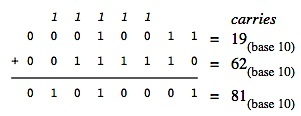 1 1 1 1 1 carries
0 0 0 1 0 0 1 1 = 19(base 10)
+ 0 0 1 1 1 1 1 0 = 62(base 10)
0 1 0 1 0 0 0 1 = 81(base 10)